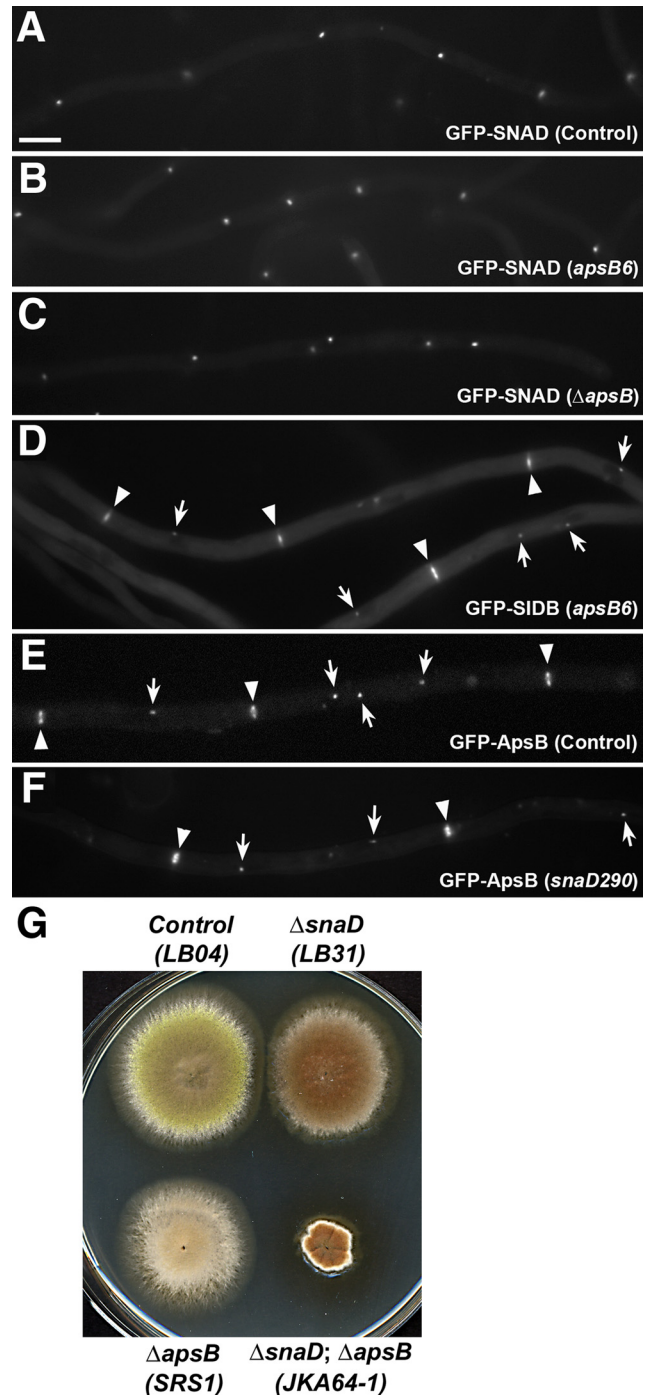 A
GFP-SNAD (Control)
B
GFP-SNAD (apsB6)
C
GFP-SNAD (ΔapsB)
D
GFP-SIDB (apsB6)
E
GFP-ApsB (Control)
F
GFP-ApsB (snaD290)
G
Control
(LB04)
ΔsnaD
(LB31)
ΔapsB
(SRS1)
ΔsnaD; ΔapsB
(JKA64-1)